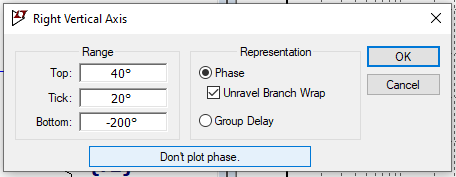 Right Vertical Axis
Range
Top: 40°
Tick: 20°
Bottom: -200°
Representation
Phase
Unravel Branch Wrap
Group Delay
OK
Cancel
Don't plot phase.